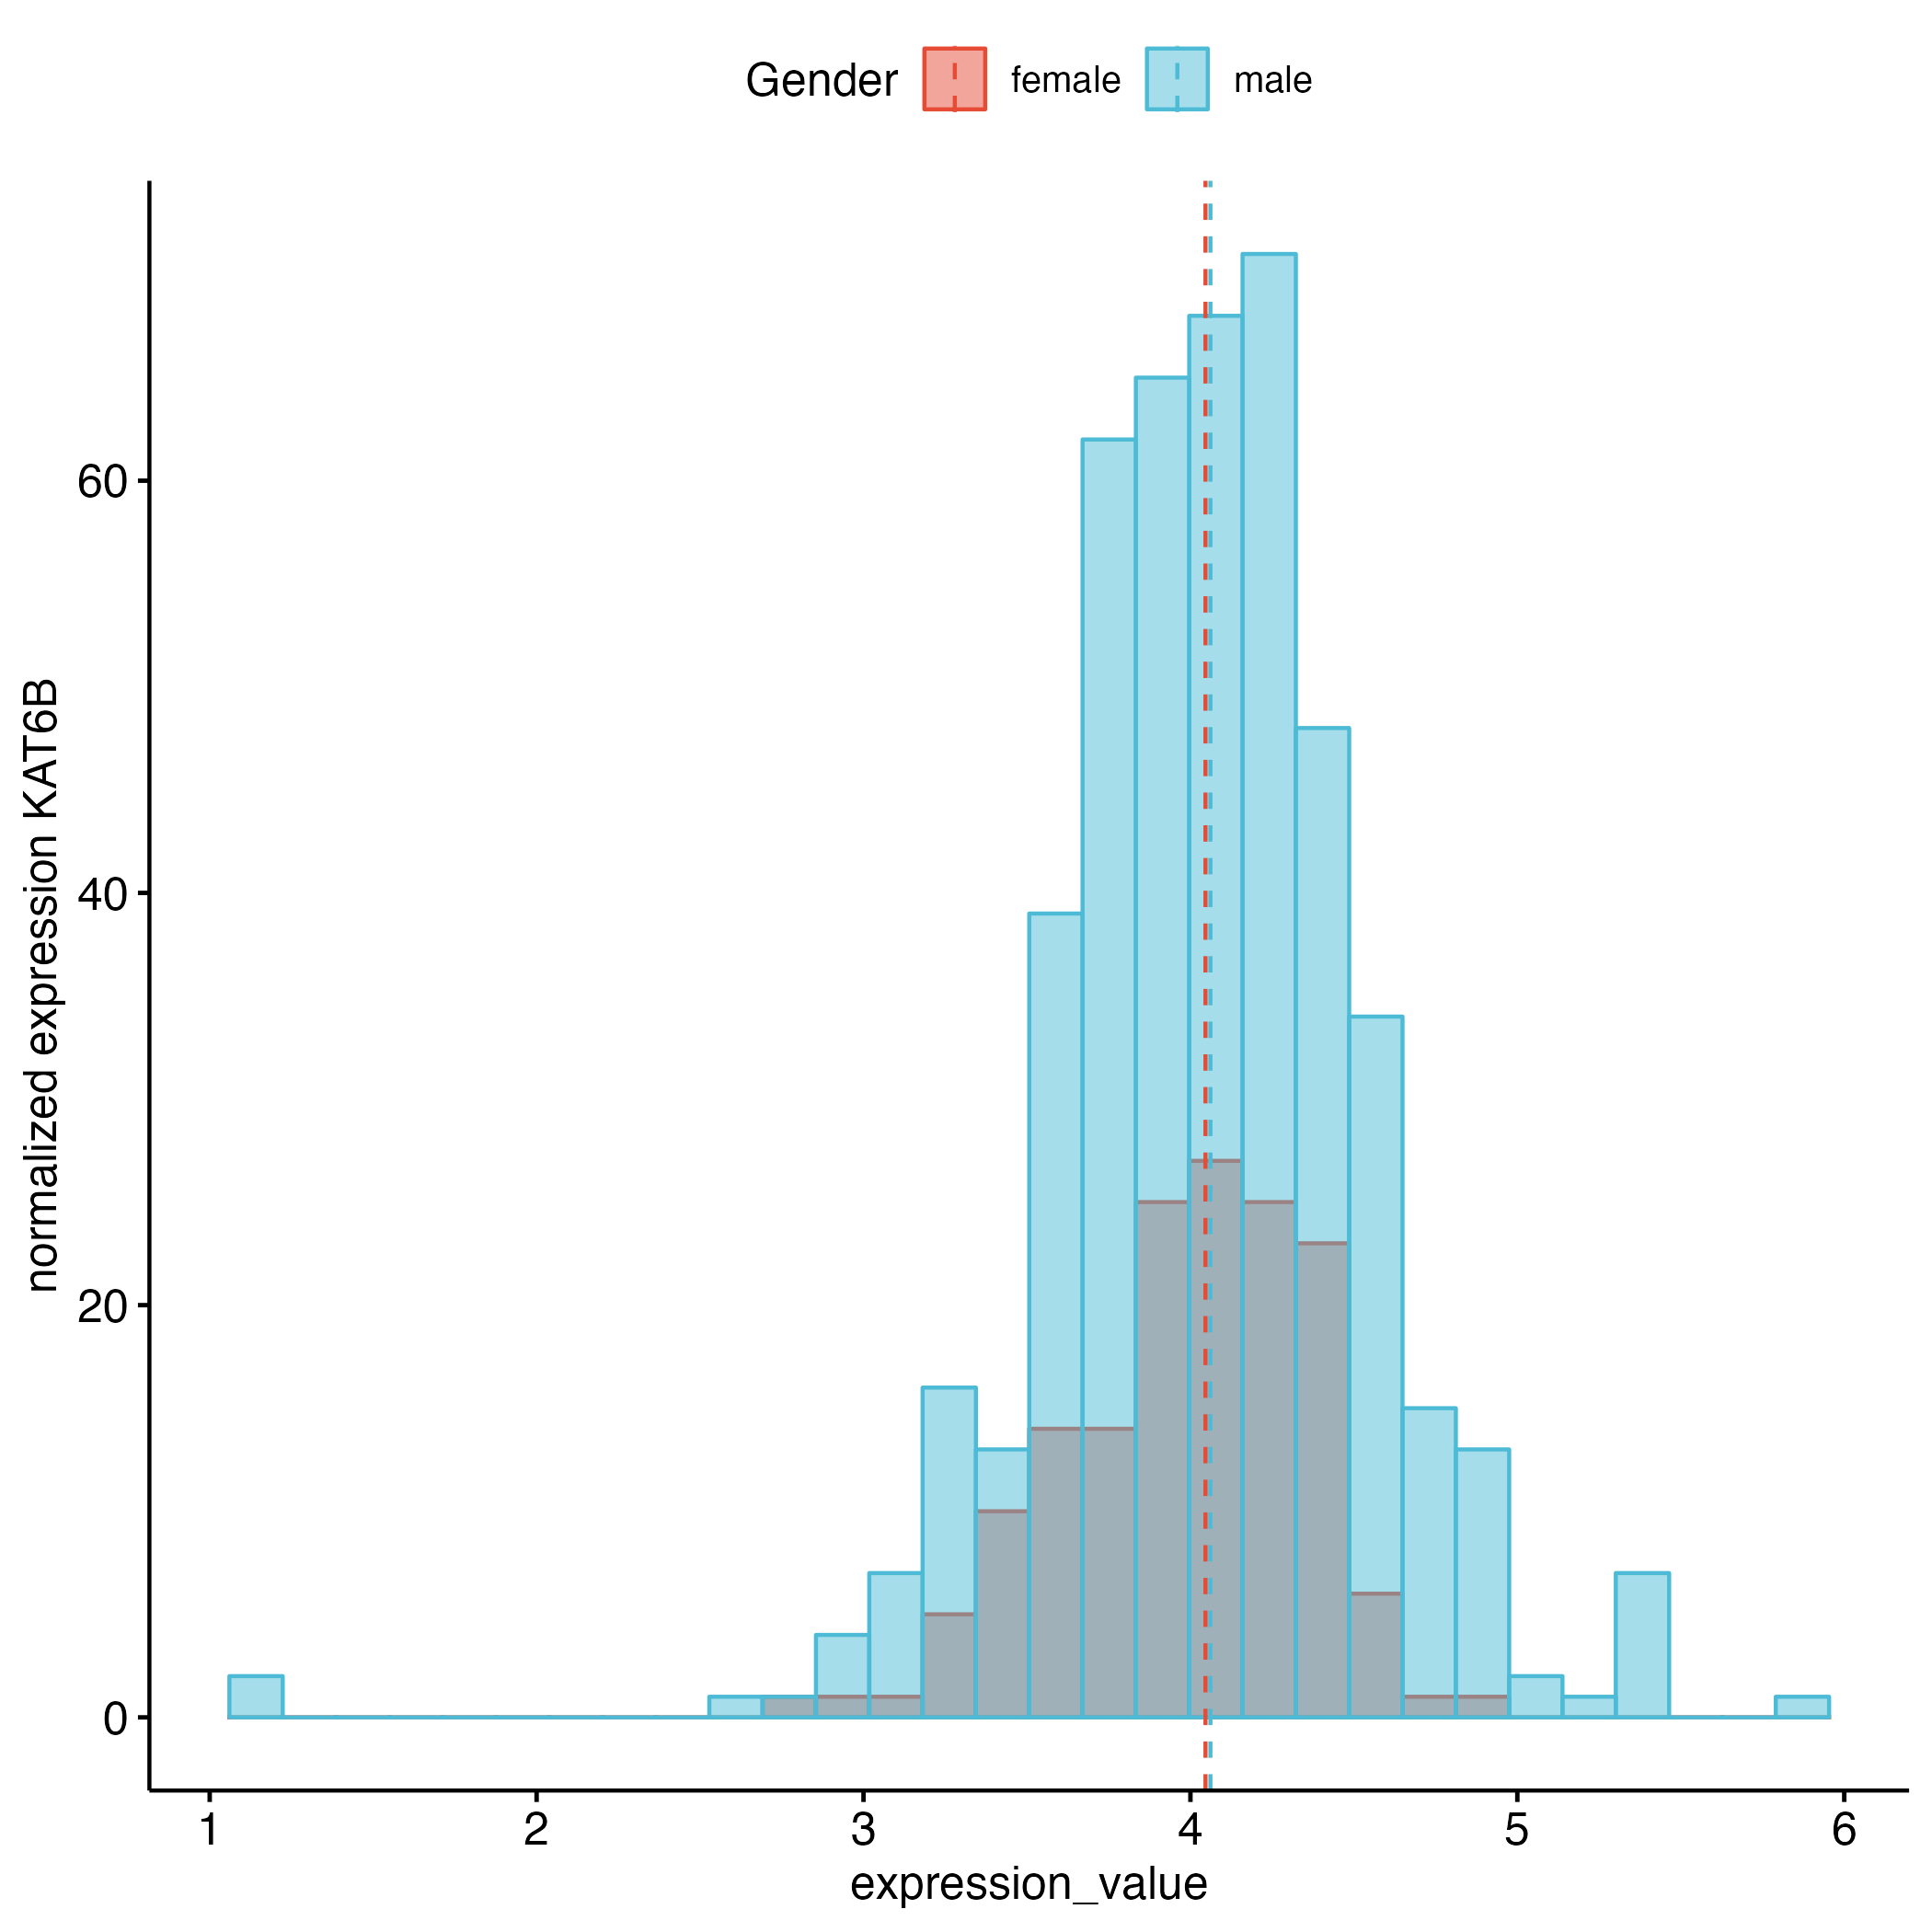 Gender female male
normalized expression KAT6B
60
40
20
0
1 2 3 4 5 6
expression_value